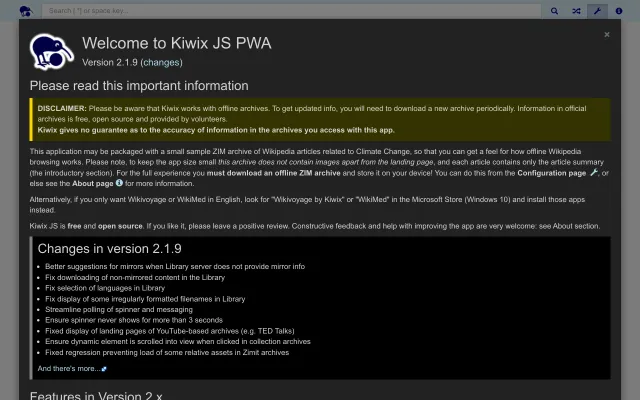 Search [ *] or space key...
×
Welcome to Kiwix JS PWA
Version 2.1.9 (changes)
Please read this important information
DISCLAIMER: Please be aware that Kiwix works with offline archives. To get updated info, you will need to download a new archive periodically. Information in official
archives is free, open source and provided by volunteers.
Kiwix gives no guarantee as to the accuracy of information in the archives you access with this app.
This application may be packaged with a small sample ZIM archive of Wikipedia articles related to Climate Change, so that you can get a feel for how offline Wikipedia
browsing works. Please note, to keep the app size small this archive does not contain images apart from the landing page, and each article contains only the article summary
(the introductory section). For the full experience you must download an offline ZIM archive and store it on your device! You can do this from the Configuration page , or
else see the About page for more information.
Alternatively, if you only want Wikivoyage or WikiMed in English, look for "Wikivoyage by Kiwix" or "WikiMed" in the Microsoft Store (Windows 10) and install those apps
instead.
Kiwix JS is free and open source. If you like it, please leave a positive review. Constructive feedback and help with improving the app are very welcome: see About section.
Changes in version 2.1.9
• Better suggestions for mirrors when Library server does not provide mirror info
• Fix downloading of non-mirrored content in the Library
• Fix selection of languages in Library
• Fix display of some irregularly formatted filenames in Library
• Streamline polling of spinner and messaging
• Ensure spinner never shows for more than 3 seconds
• Fixed display of landing pages of YouTube-based archives (e.g. TED Talks)
• Ensure dynamic element is scrolled into view when clicked in collection archives
• Fixed regression preventing load of some relative assets in Zimit archives
And there's more...
Features in Version 2.x